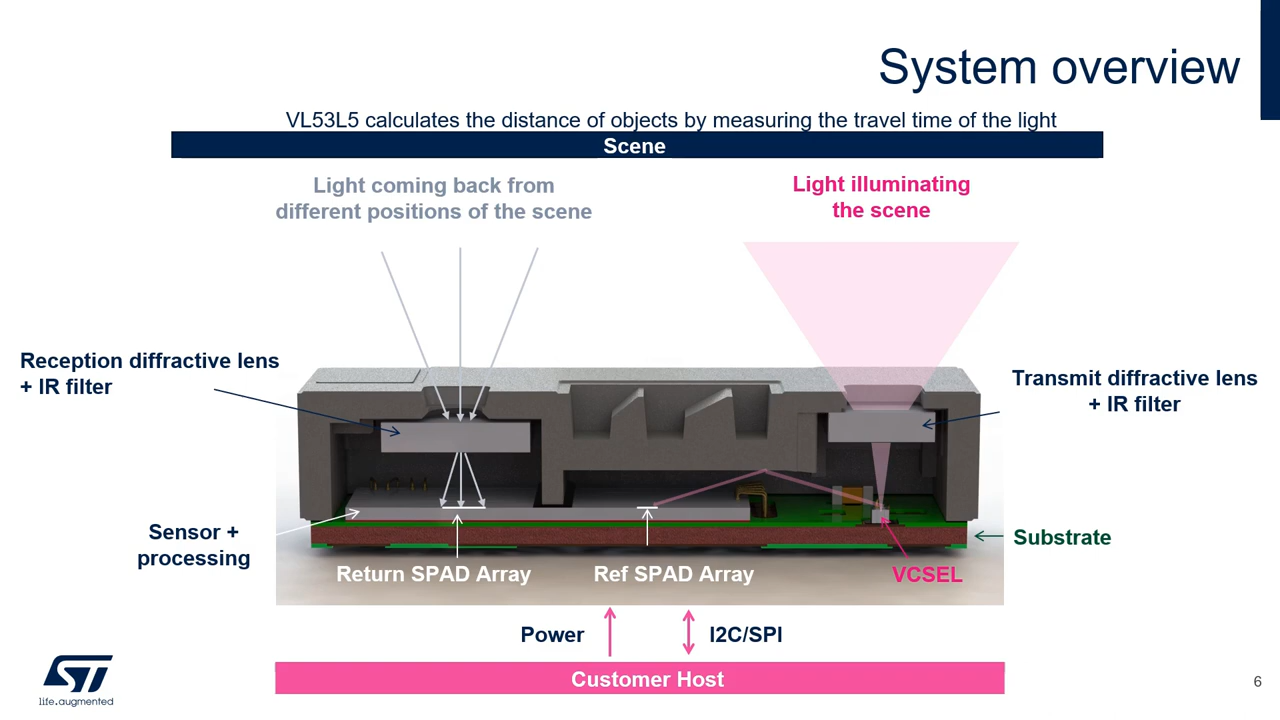 System overview
VL53L5 calculates the distance of objects by measuring the travel time of the light
Scene
Light coming back from
different positions of the scene
Light illuminating
the scene
Reception diffractive lens
+ IR filter
Transmit diffractive lens
+ IR filter
Sensor +
processing
Substrate
Return SPAD Array
Ref SPAD Array
VCSEL
Power
I2C/SPI
Customer Host
ST
life.augmented
6